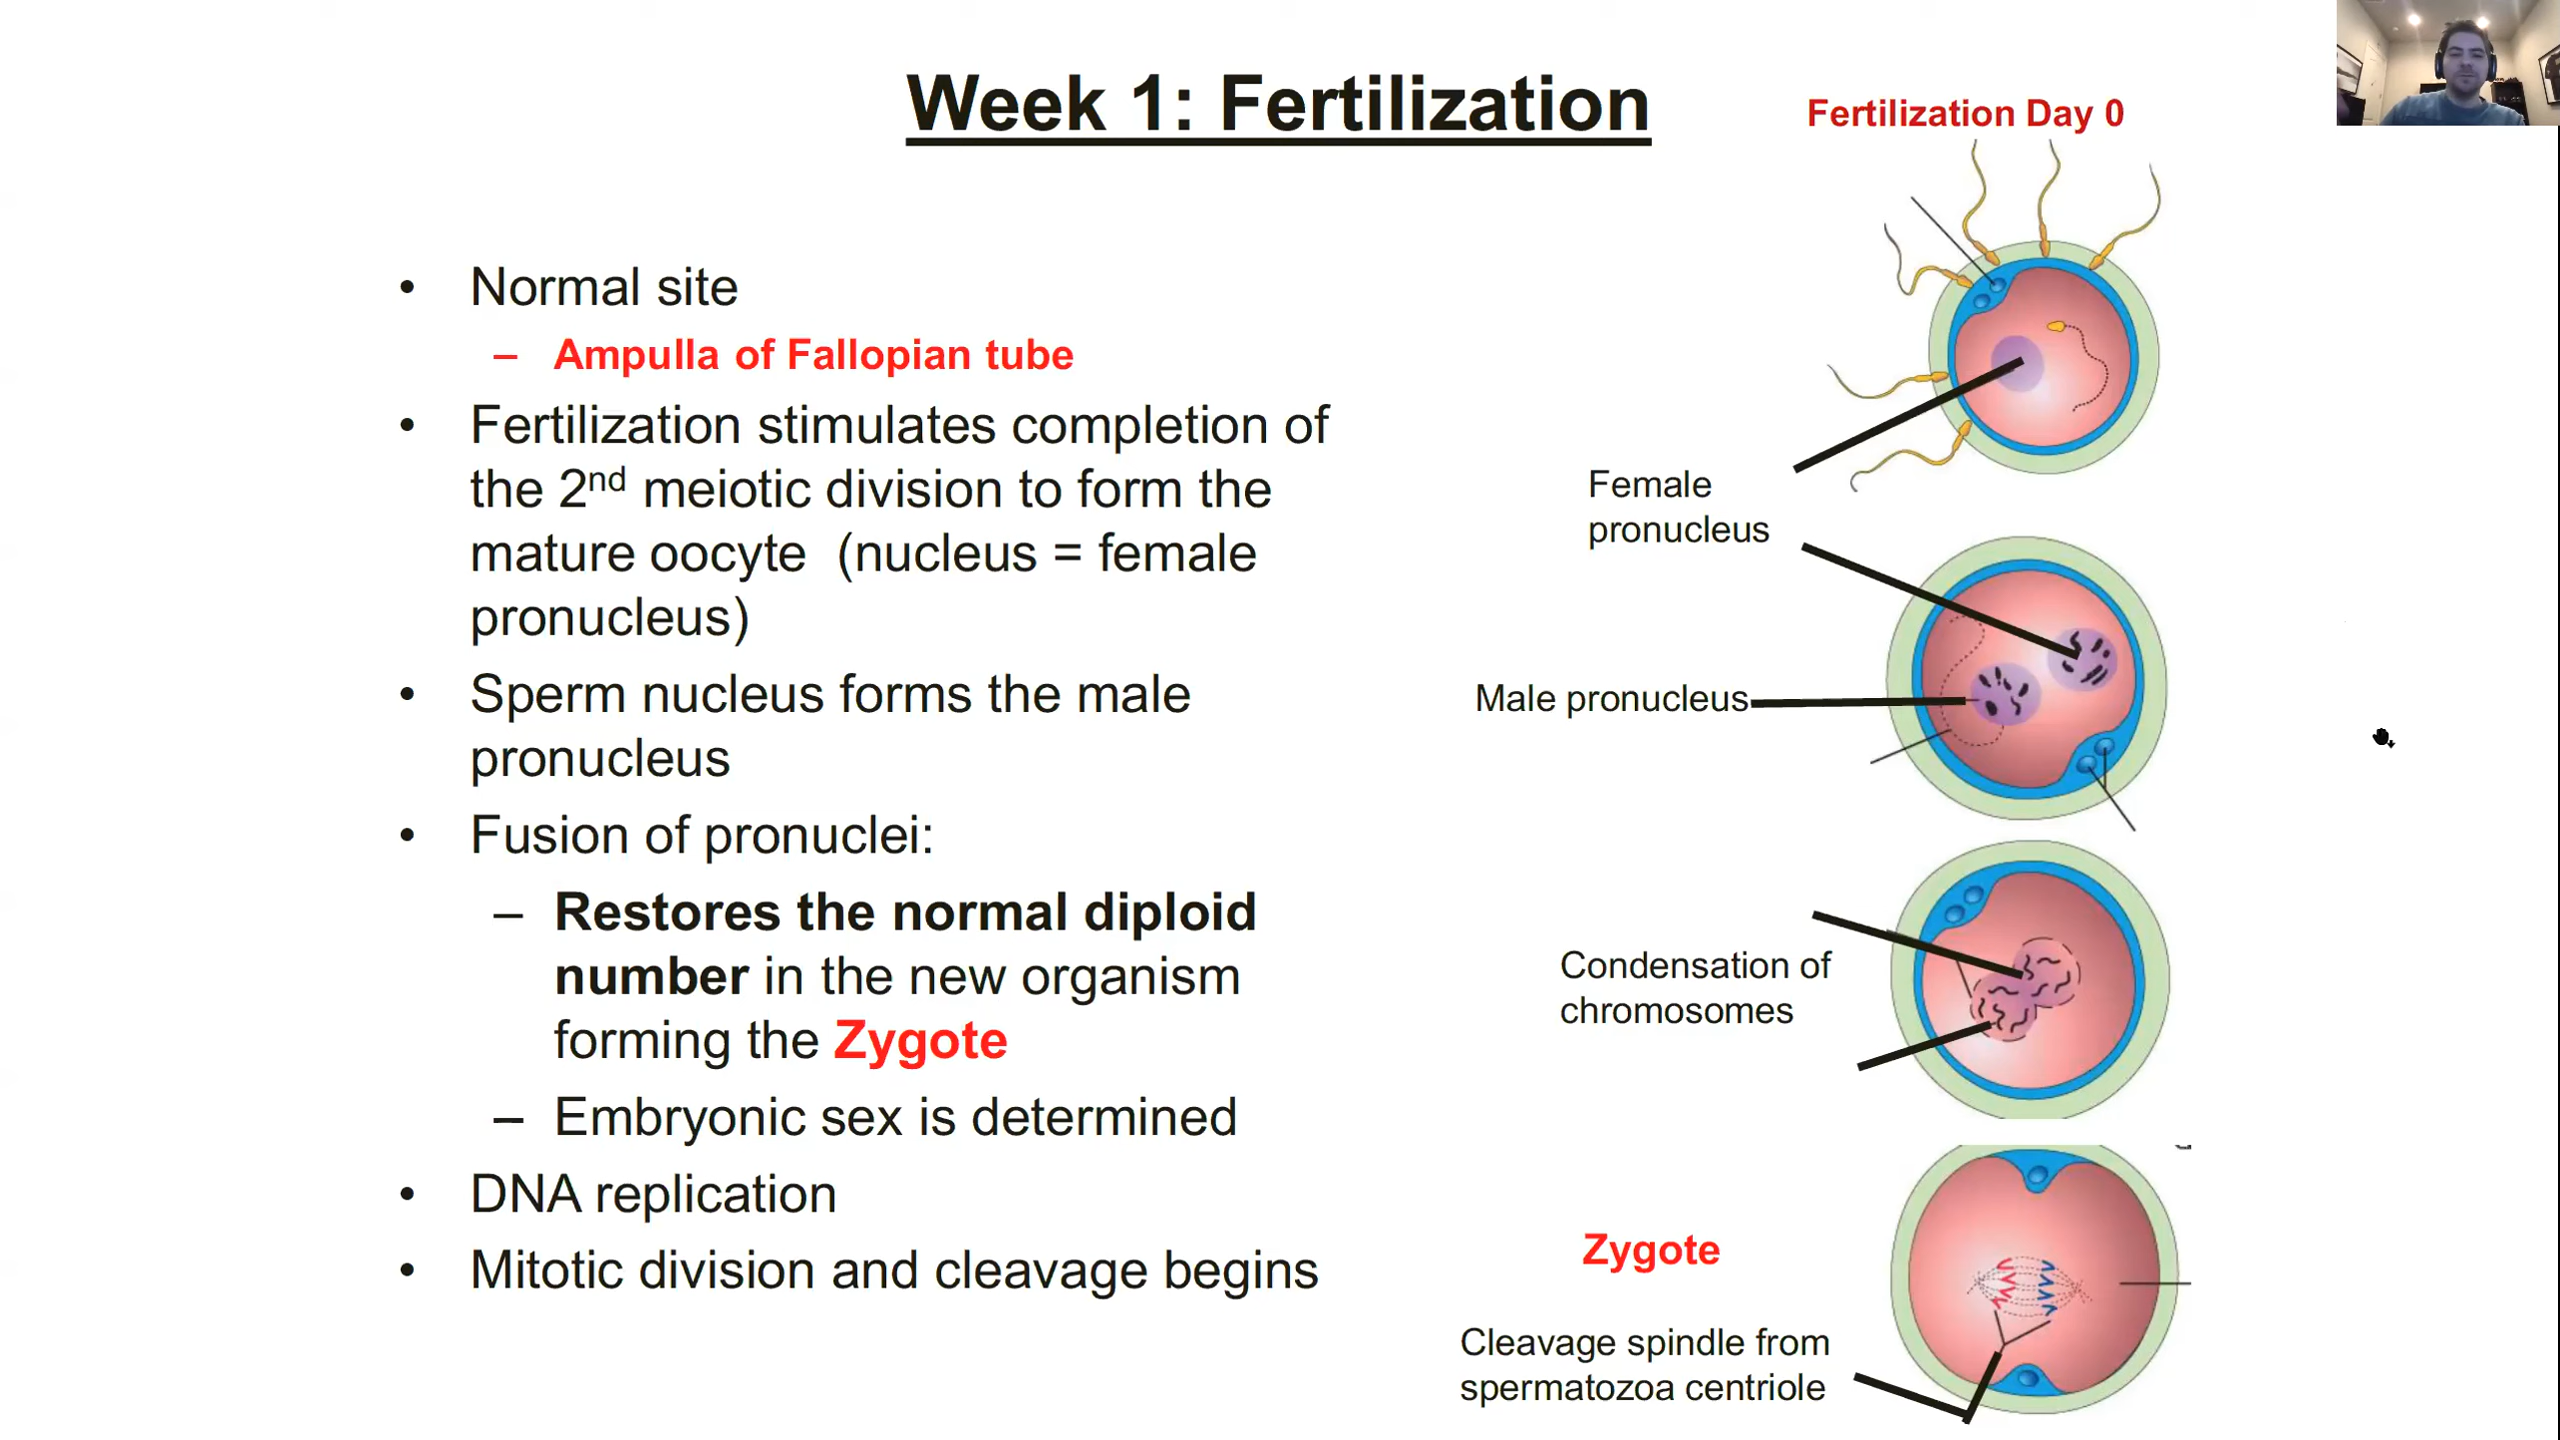 Week 1: Fertilization
Fertilization Day 0
• Normal site
– Ampulla of Fallopian tube
• Fertilization stimulates completion of
the 2nd meiotic division to form the
mature oocyte (nucleus = female
pronucleus)
• Sperm nucleus forms the male
pronucleus
• Fusion of pronuclei:
– Restores the normal diploid
number in the new organism
forming the Zygote
– Embryonic sex is determined
• DNA replication
• Mitotic division and cleavage begins
Female
pronucleus
Male pronucleus
Condensation of
chromosomes
Zygote
Cleavage spindle from
spermatozoa centriole